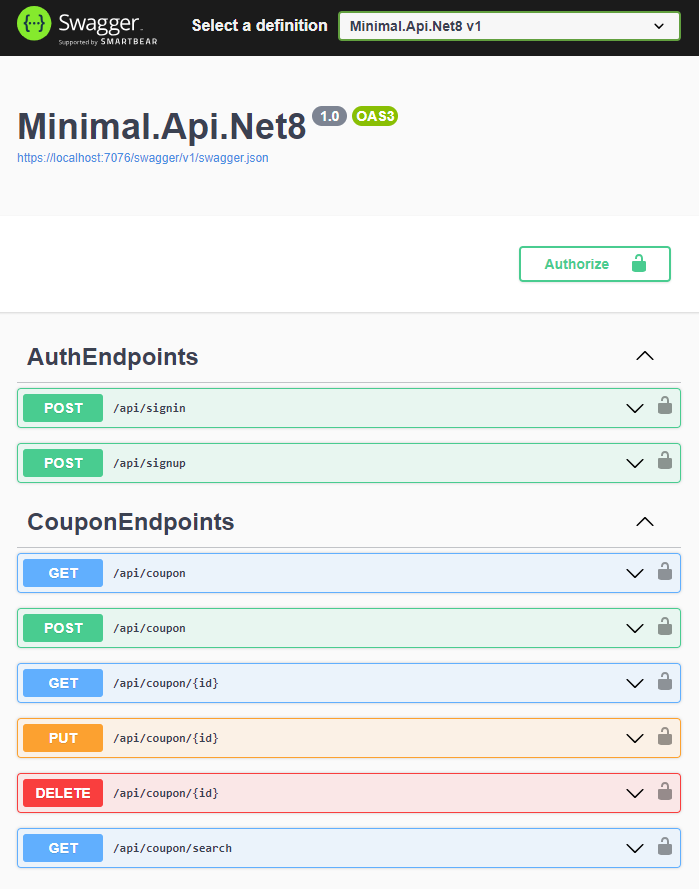 Swagger
Supported by SMARTBEAR
Select a definition
Minimal.Api.Net8 v1
Minimal.Api.Net8 1.0 OAS3
https://localhost:7076/swagger/v1/swagger.json
Authorize
AuthEndpoints
POST /api/signin
POST /api/signup
CouponEndpoints
GET /api/coupon
POST /api/coupon
GET /api/coupon/{id}
PUT /api/coupon/{id}
DELETE /api/coupon/{id}
GET /api/coupon/search